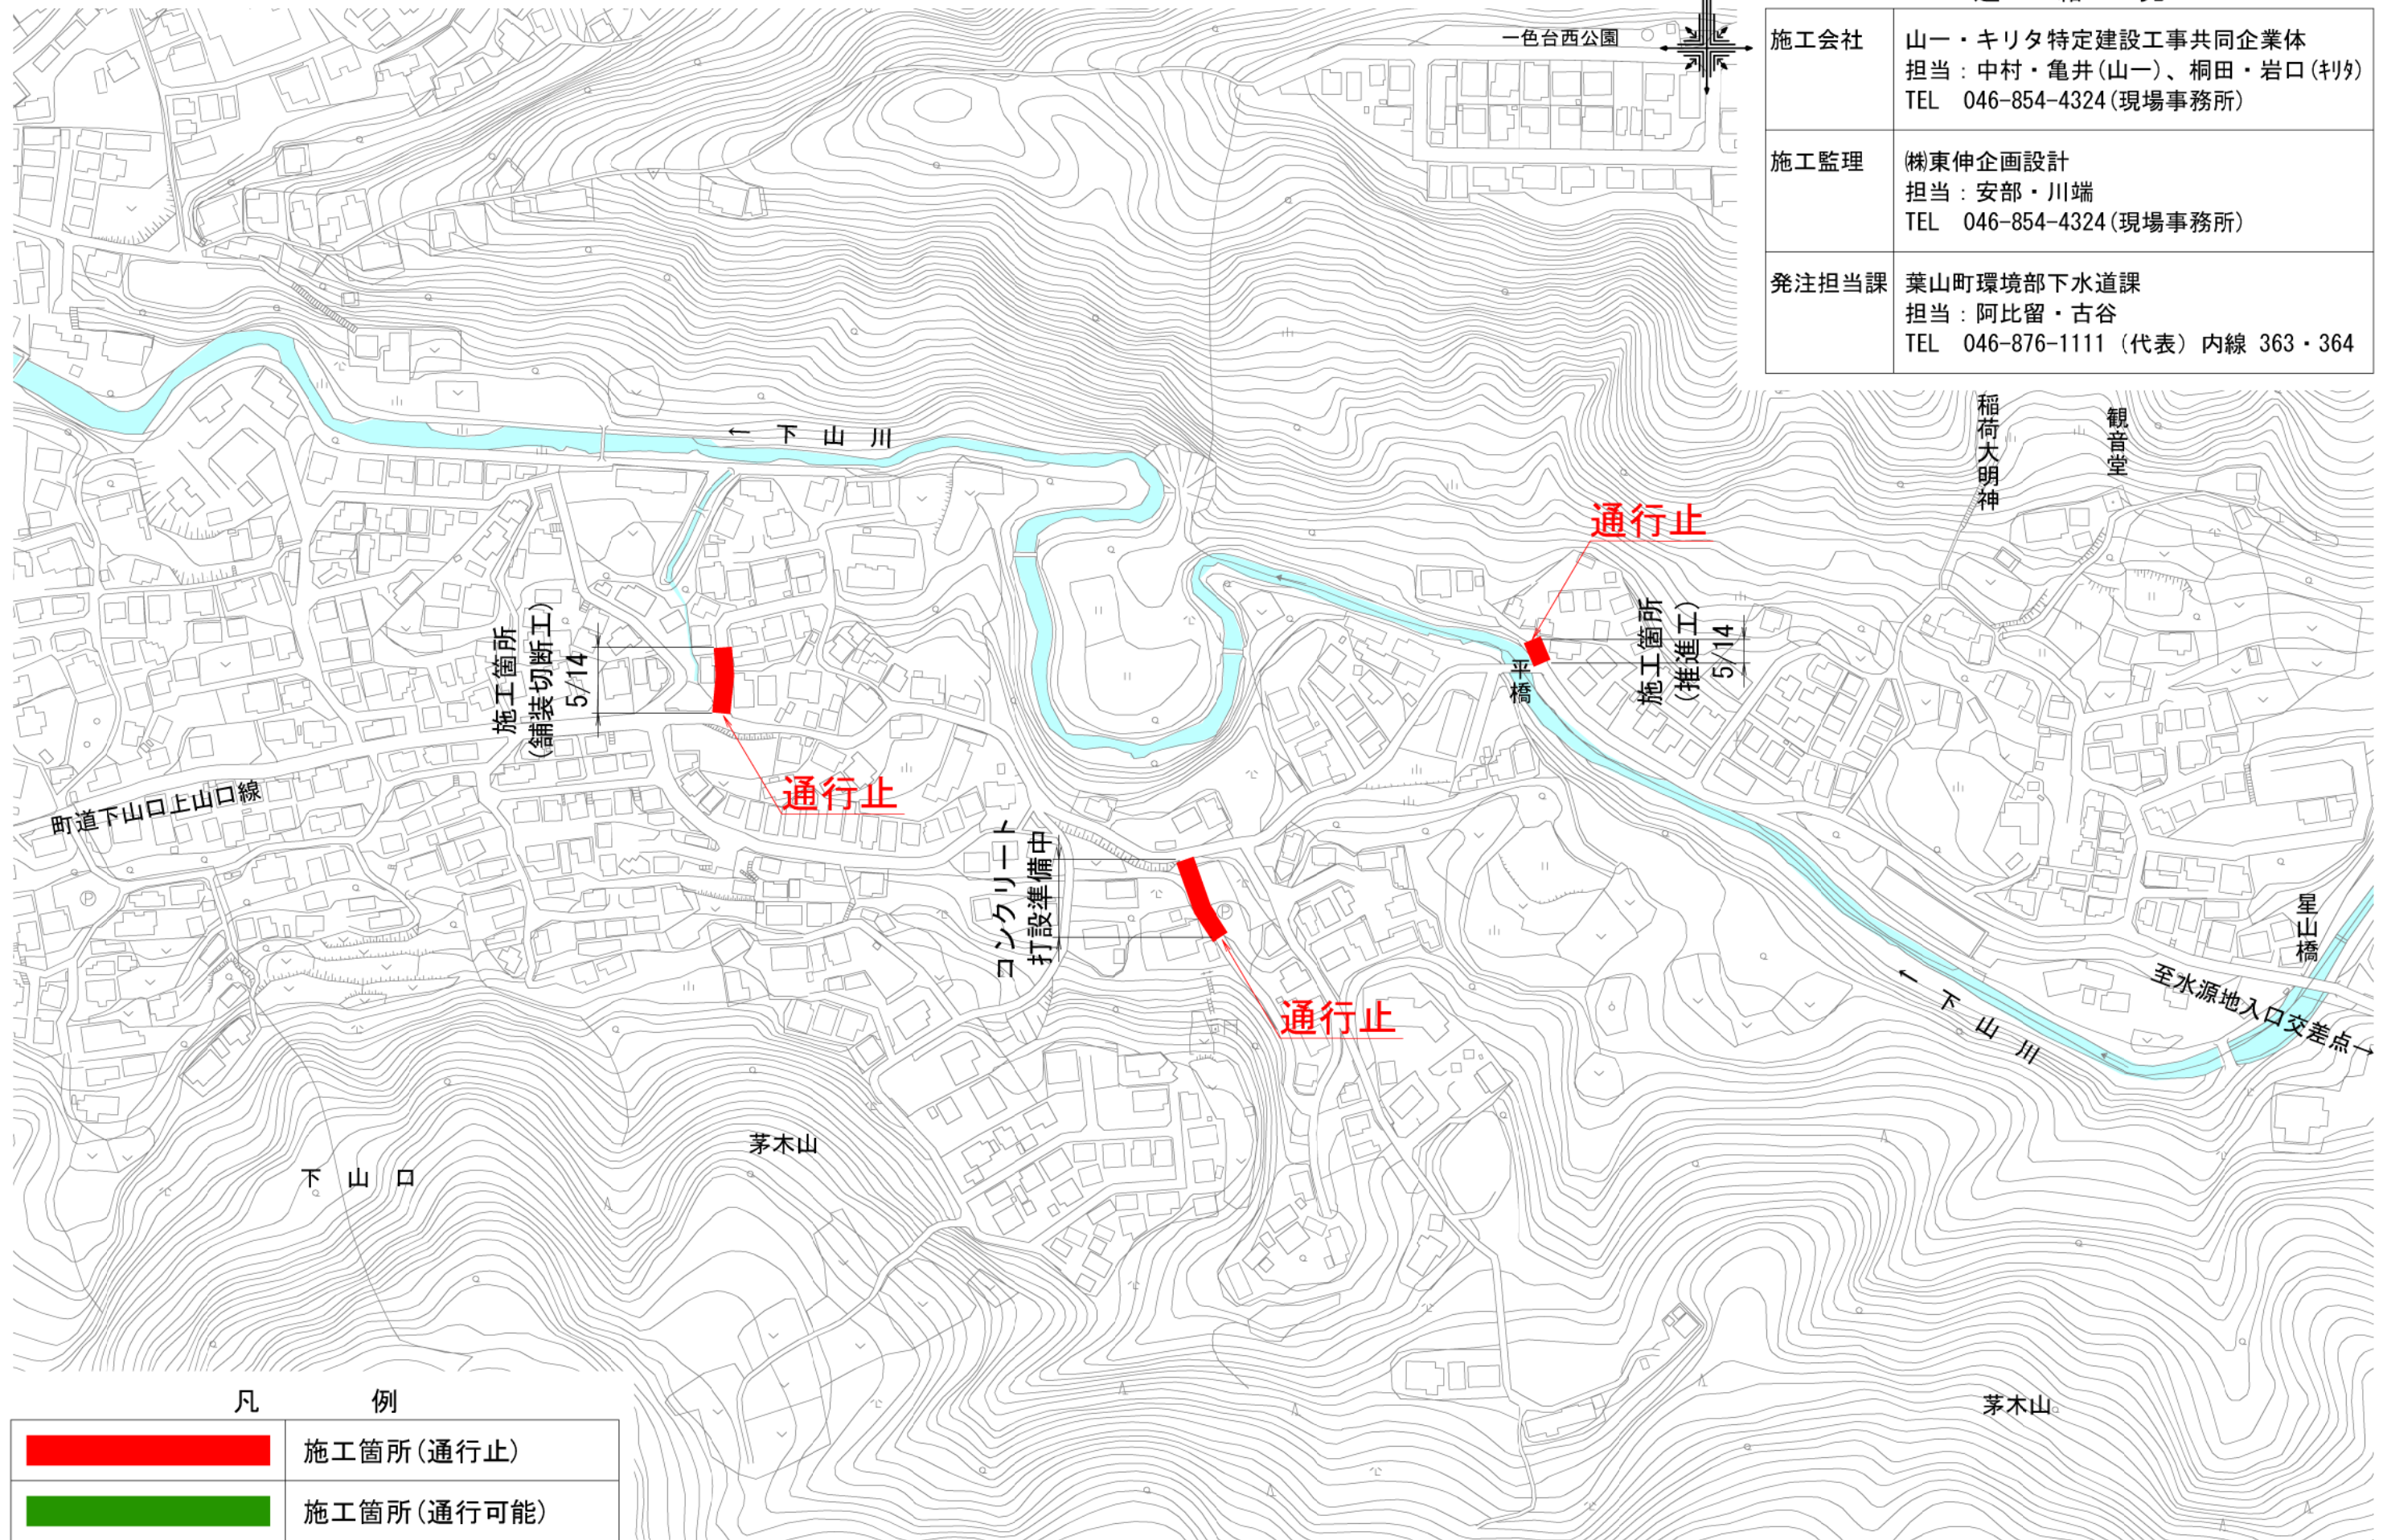 一色台西公園
施工会社
山一・キリタ特定建設工事共同企業体
担当：中村・亀井(山一)、桐田・岩口(ｷﾘﾀ)
TEL　046-854-4324(現場事務所)
施工監理
㈱東伸企画設計
担当：安部・川端
TEL　046-854-4324(現場事務所)
発注担当課
葉山町環境部下水道課
担当：阿比留・古谷
TEL　046-876-1111（代表）内線 363・364
稲荷大明神
観音堂
← 下 山 川
通行止
施工箇所
(推進工)
5/14
平橋
施工箇所
(舗装切断工)
5/14
通行止
町道下山口上山口線
コンクリート
打設準備中
通行止
星山橋
至水源地入口交差点→
← 下 山 川
茅木山
下 山 口
茅木山
凡　例
施工箇所(通行止)
施工箇所(通行可能)